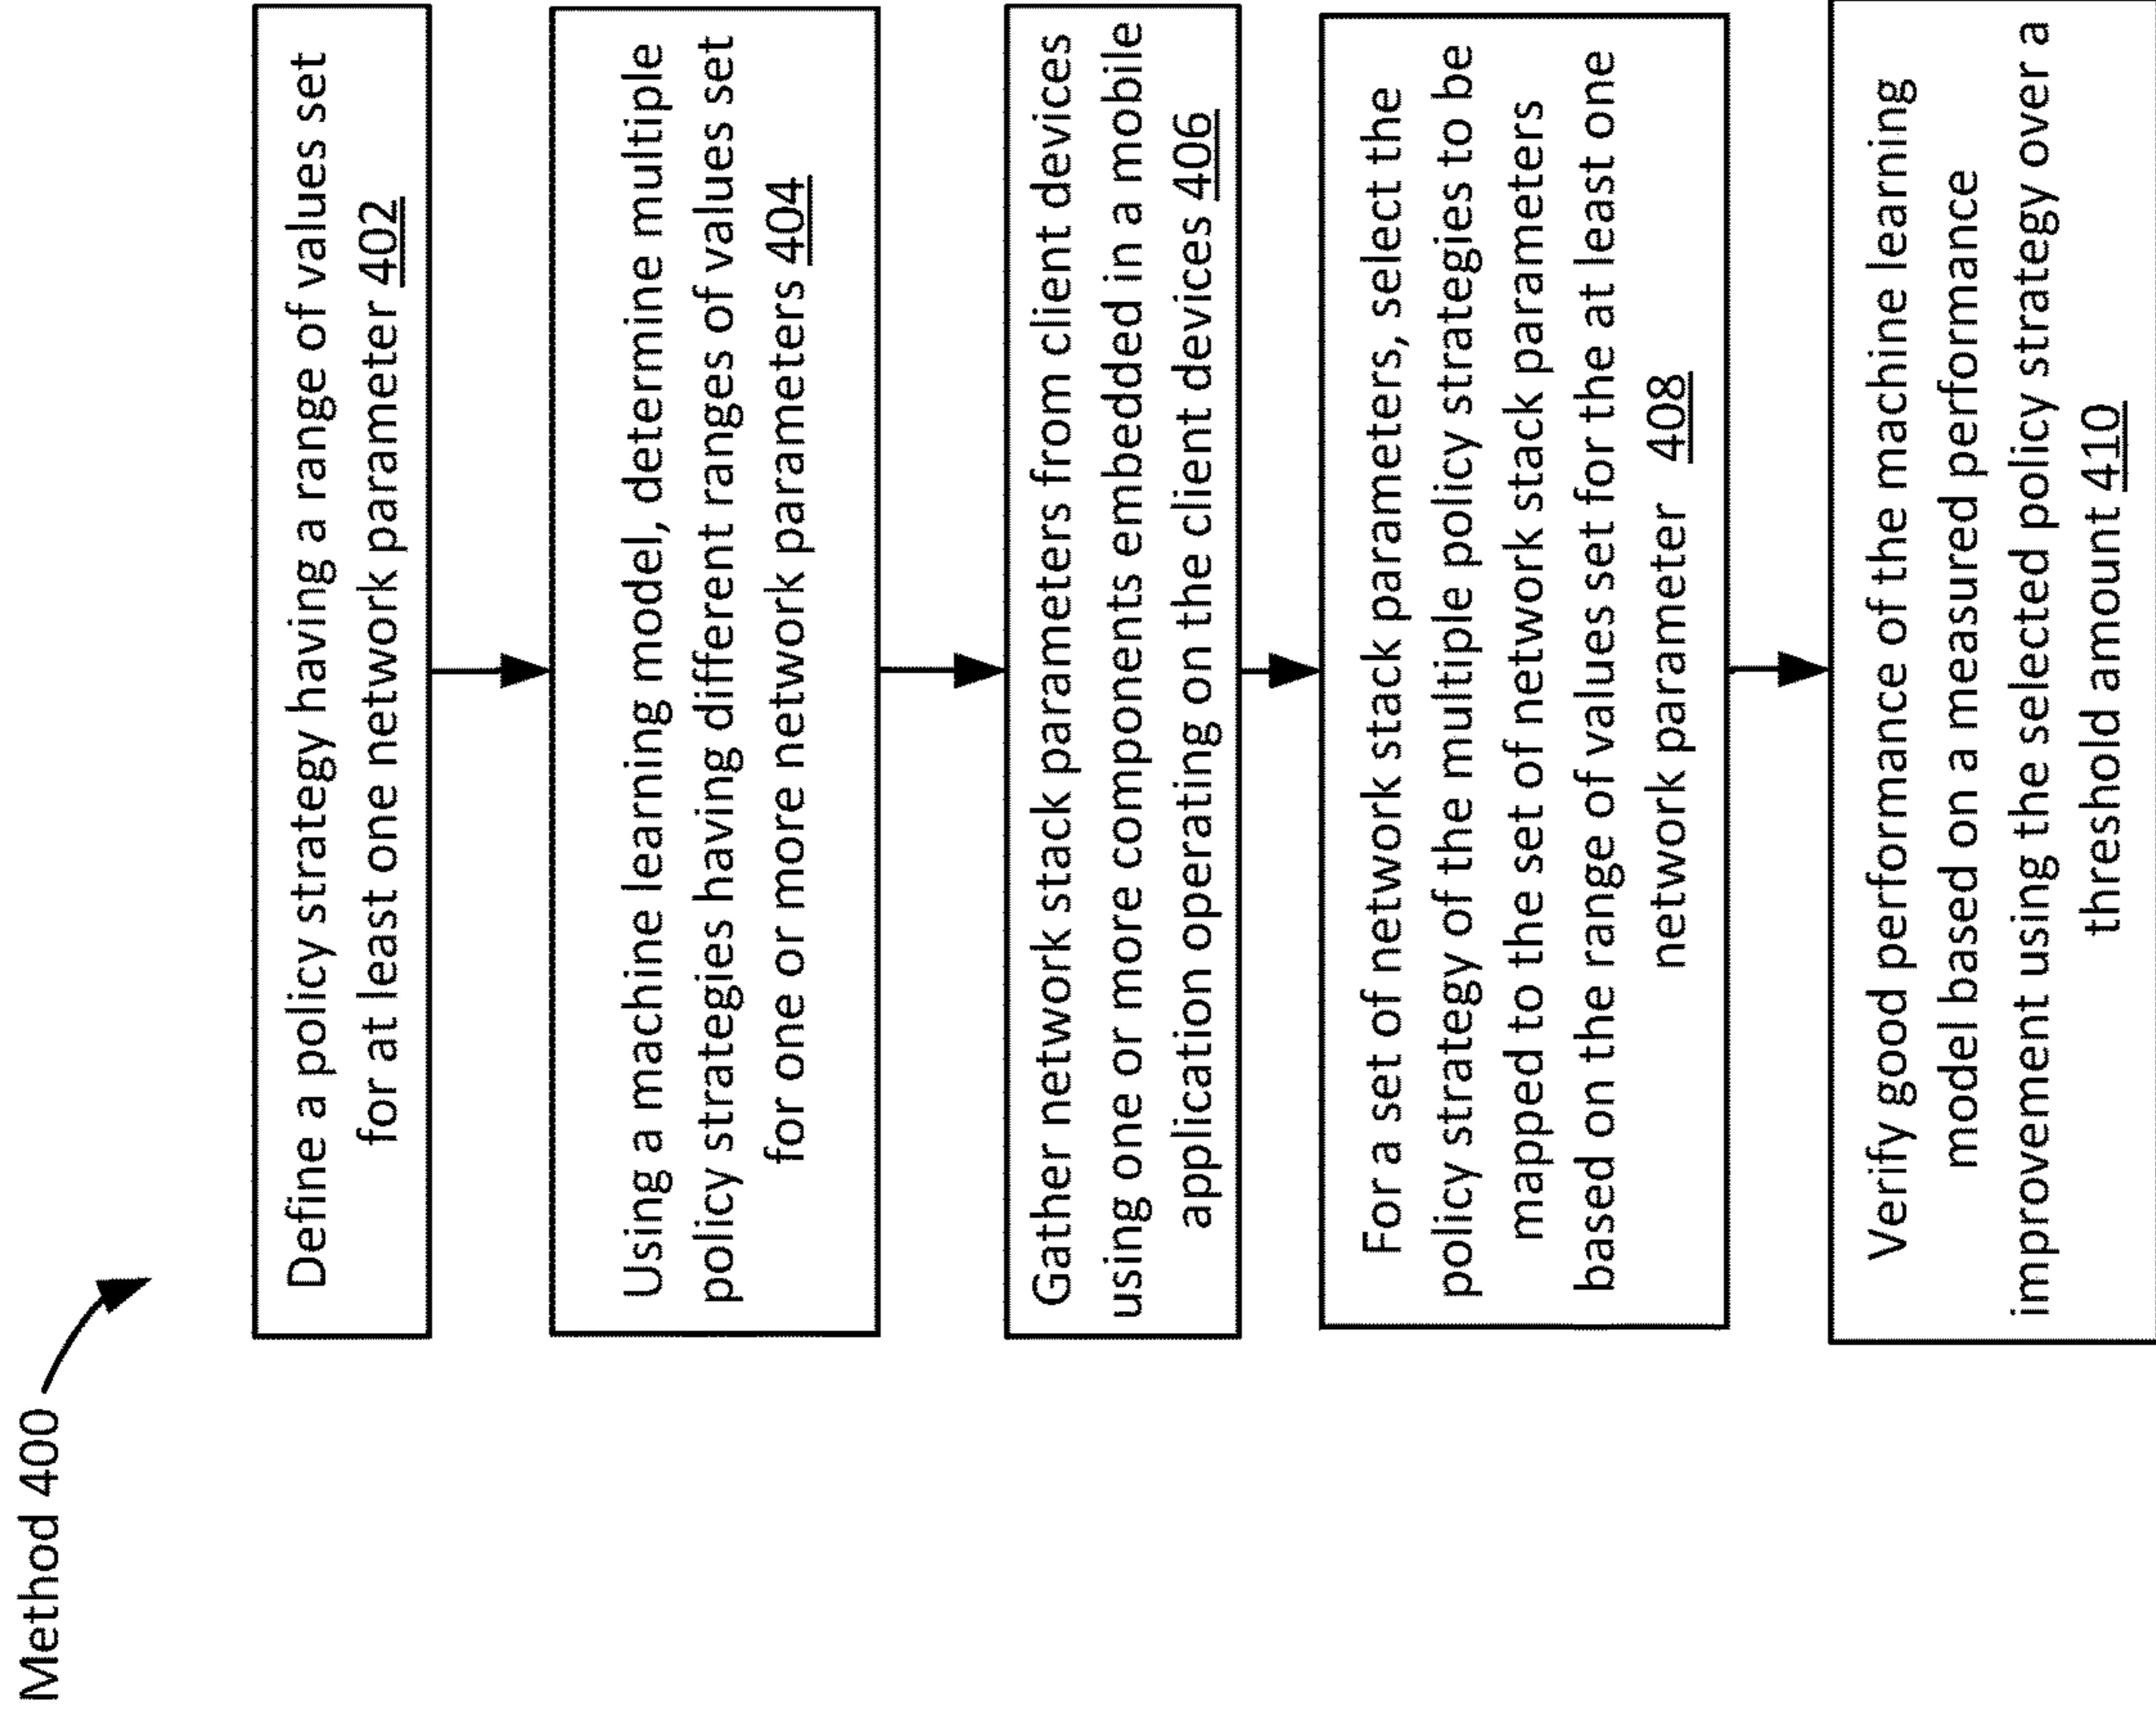 Method 400
Define a policy strategy having a range of values set
for at least one network parameter 402
Using a machine learning model, determine multiple
policy strategies having different ranges of values set
for one or more network parameters 404
Gather network stack parameters from client devices
using one or more components embedded in a mobile
application operating on the client devices 406
For a set of network stack parameters, select the
policy strategy of the multiple policy strategies to be
mapped to the set of network stack parameters
based on the range of values set for the at least one
network parameter 408
Verify good performance of the machine learning
model based on a measured performance
improvement using the selected policy strategy over a
threshold amount 410